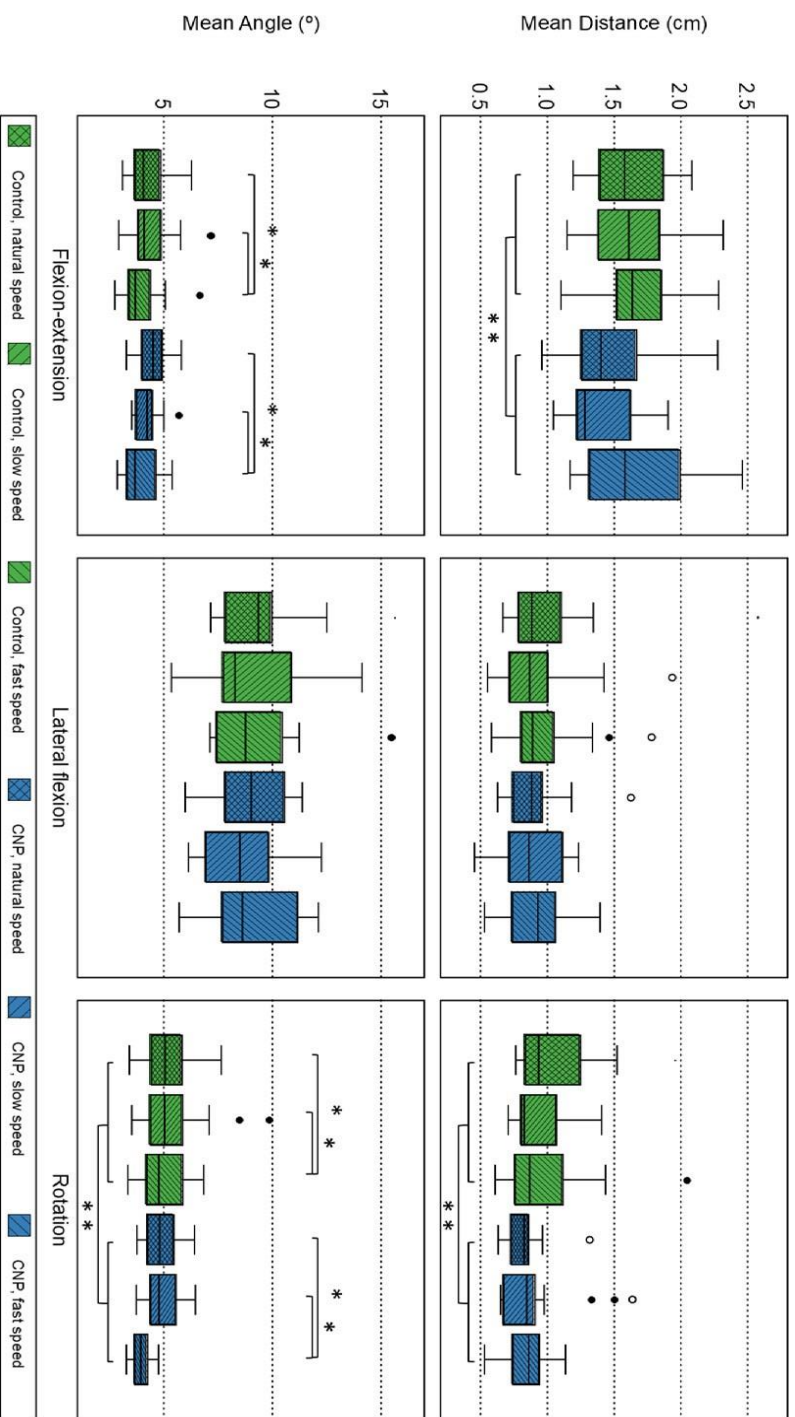 Mean Distance (cm)
2.5
2.0
1.5
1.0
0.5
**
**
Mean Angle (º)
15
10
5
*
*
*
*
*
*
*
*
**
Flexion-extension
Lateral flexion
Rotation
Control, natural speed
Control, slow speed
Control, fast speed
CNP, natural speed
CNP, slow speed
CNP, fast speed